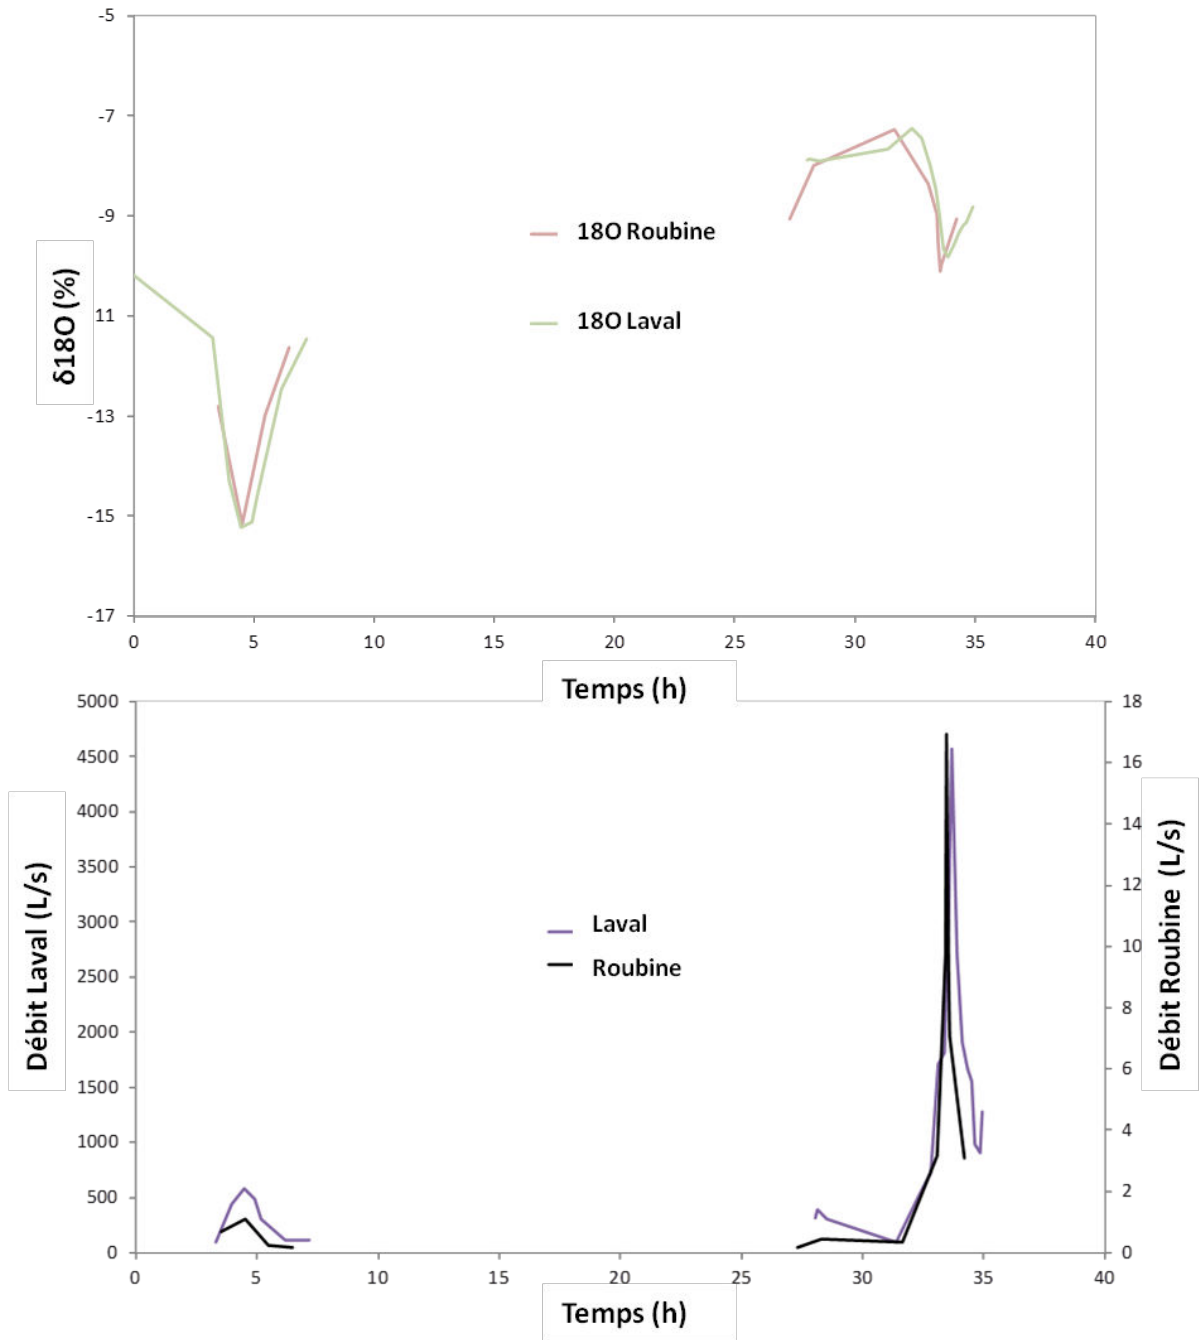 -5
-7
-9
-11
-13
-15
-17
δ18O (%)
18O Roubine
18O Laval
0 5 10 15 20 25 30 35 40
Temps (h)
5000
4500
4000
3500
3000
2500
2000
1500
1000
500
0
Débit Laval (L/s)
Laval
Roubine
18
16
14
12
10
8
6
4
2
0
Débit Roubine (L/s)
0 5 10 15 20 25 30 35 40
Temps (h)